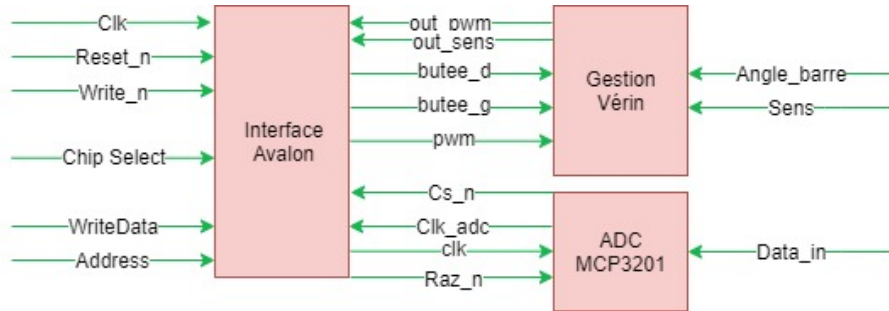 Clk
Reset_n
Write_n
Chip Select
WriteData
Address
Interface
Avalon
out_pwm
out_sens
butee_d
butee_g
pwm
Cs_n
Clk_adc
clk
Raz_n
Gestion
Vérin
ADC
MCP3201
Angle_barre
Sens
Data_in